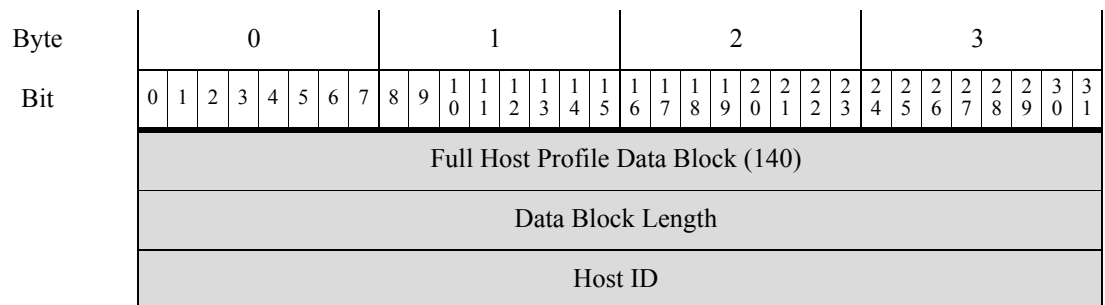 Byte 0 1 2 3
Bit 0 1 2 3 4 5 6 7 8 9 10 11 12 13 14 15 16 17 18 19 20 21 22 23 24 25 26 27 28 29 30 31
Full Host Profile Data Block (140)
Data Block Length
Host ID